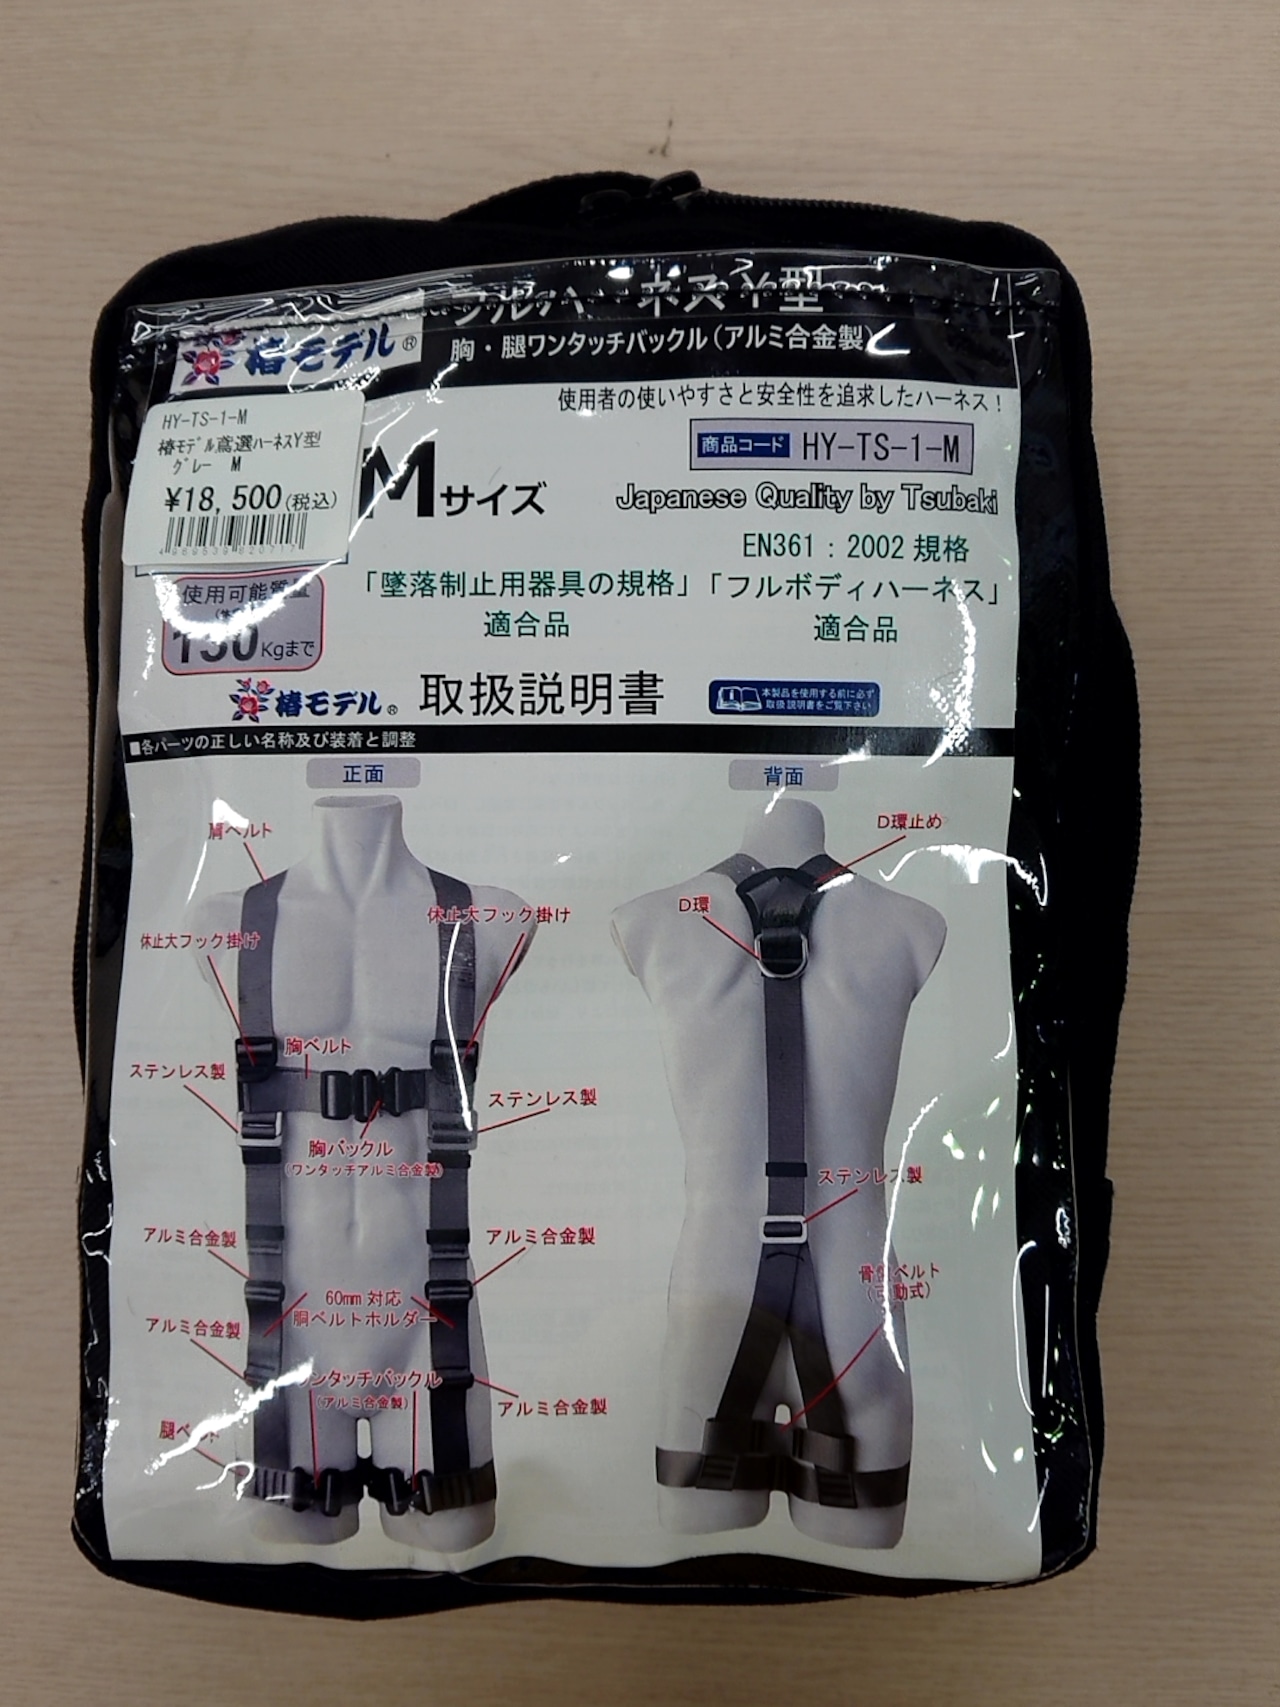 フルハーネスY型
椿モデル®
胸・腿ワンタッチバックル(アルミ合金製)
使用者の使いやすさと安全性を追求したハーネス!
HY-TS-1-M
椿ﾓﾃﾞﾙ鳶選ﾊｰﾈｽY型
ｸﾞﾚｰ M
¥18,500(税込)
4969539820717
Mサイズ
商品コード HY-TS-1-M
Japanese Quality by Tsubaki
EN361:2002 規格
「墜落制止用器具の規格」「フルボディハーネス」
適合品
適合品
使用可能質量
Kgまで
椿モデル® 取扱説明書
本製品を使用する前に必ず
取扱説明書をご覧下さい
■各パーツの正しい名称及び装着と調整
正面
背面
肩ベルト
D環止め
D環
休止大フック掛け
休止大フック掛け
胸ベルト
ステンレス製
ステンレス製
胸バックル
(ワンタッチアルミ合金製)
ステンレス製
アルミ合金製
アルミ合金製
骨盤ベルト
60mm 対応
胴ベルトホルダー
アルミ合金製
ワンタッチバックル
(アルミ合金製)
アルミ合金製
腿ベルト